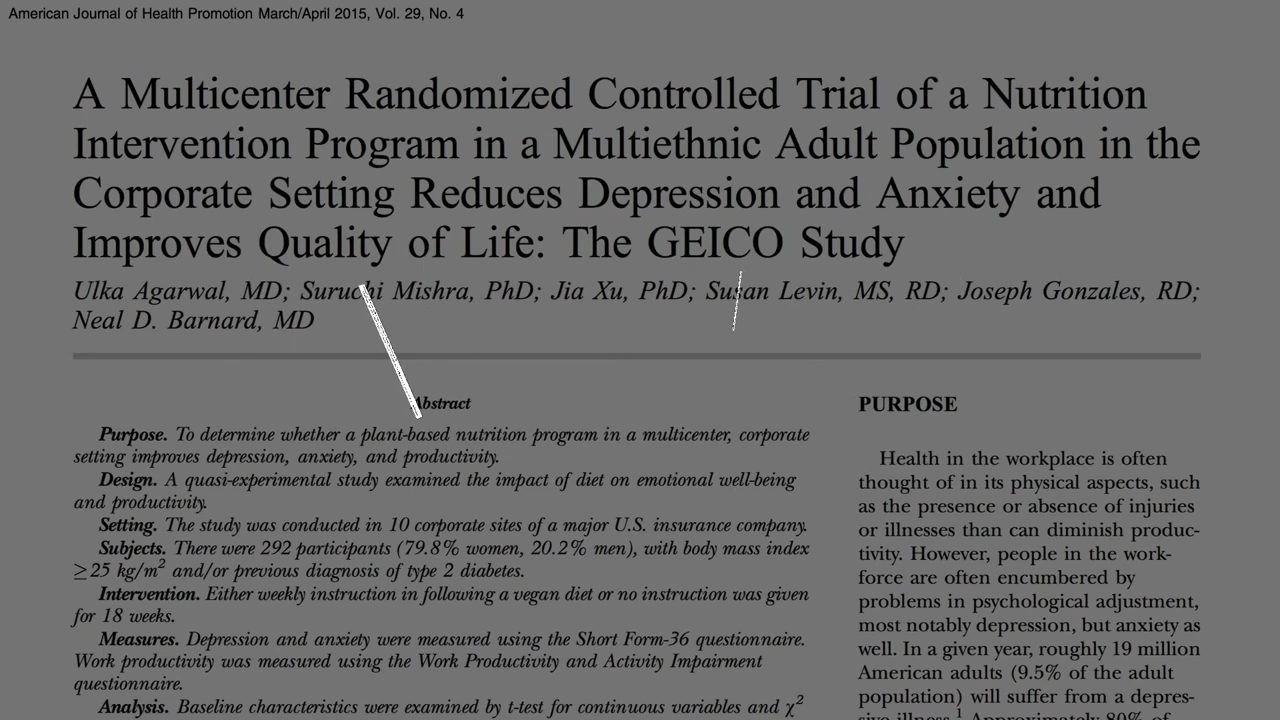 American Journal of Health Promotion March/April 2015, Vol. 29, No. 4
A Multicenter Randomized Controlled Trial of a Nutrition
Intervention Program in a Multiethnic Adult Population in the
Corporate Setting Reduces Depression and Anxiety and
Improves Quality of Life: The GEICO Study
Ulka Agarwal, MD; Suruchi Mishra, PhD; Jia Xu, PhD; Susan Levin, MS, RD; Joseph Gonzales, RD;
Neal D. Barnard, MD
Abstract
Purpose. To determine whether a plant-based nutrition program in a multicenter, corporate
setting improves depression, anxiety, and productivity.
Design. A quasi-experimental study examined the impact of diet on emotional well-being
and productivity.
Setting. The study was conducted in 10 corporate sites of a major U.S. insurance company.
Subjects. There were 292 participants (79.8% women, 20.2% men), with body mass index
≥25 kg/m² and/or previous diagnosis of type 2 diabetes.
Intervention. Either weekly instruction in following a vegan diet or no instruction was given
for 18 weeks.
Measures. Depression and anxiety were measured using the Short Form-36 questionnaire.
Work productivity was measured using the Work Productivity and Activity Impairment
questionnaire.
Analysis. Baseline characteristics were examined by t-test for continuous variables and χ²
PURPOSE
Health in the workplace is often
thought of in its physical aspects, such
as the presence or absence of injuries
or illnesses than can diminish produc-
tivity. However, people in the work-
force are often encumbered by
problems in psychological adjustment,
most notably depression, but anxiety as
well. In a given year, roughly 19 million
American adults (9.5% of the adult
population) will suffer from a depres-
sive illness.¹ Approximately 80% of